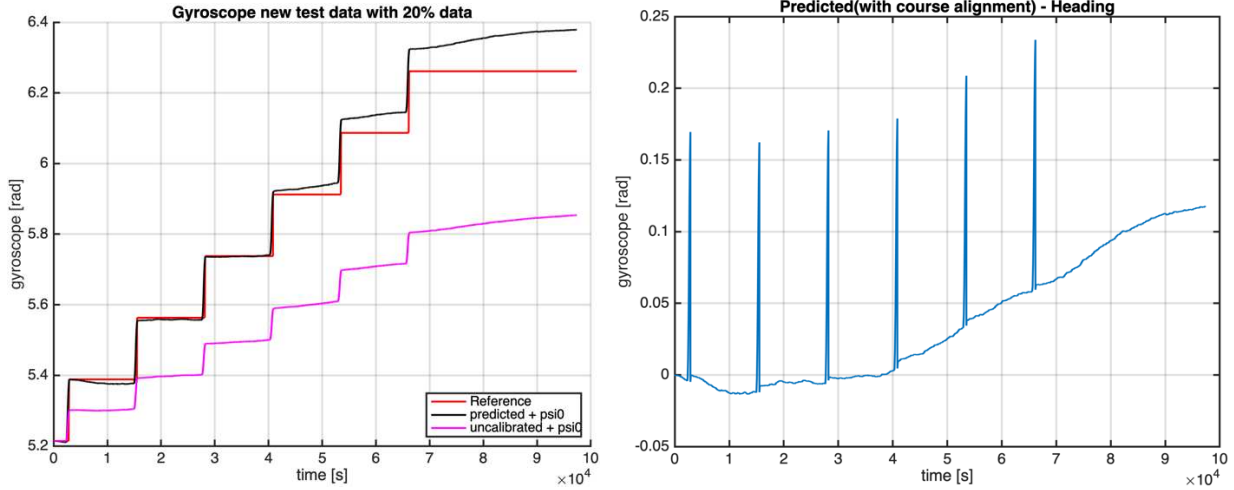 Gyroscope new test data with 20% data
6.4
6.2
6
5.8
5.6
5.4
5.2
gyroscope [rad]
Reference
predicted + psi0
uncalibrated + psi0
0 1 2 3 4 5 6 7 8 9 10
time [s]
×10^4
Predicted(with course alignment) - Heading
0.25
0.2
0.15
0.1
0.05
0
-0.05
gyroscope [rad]
0 1 2 3 4 5 6 7 8 9 10
time [s]
×10^4